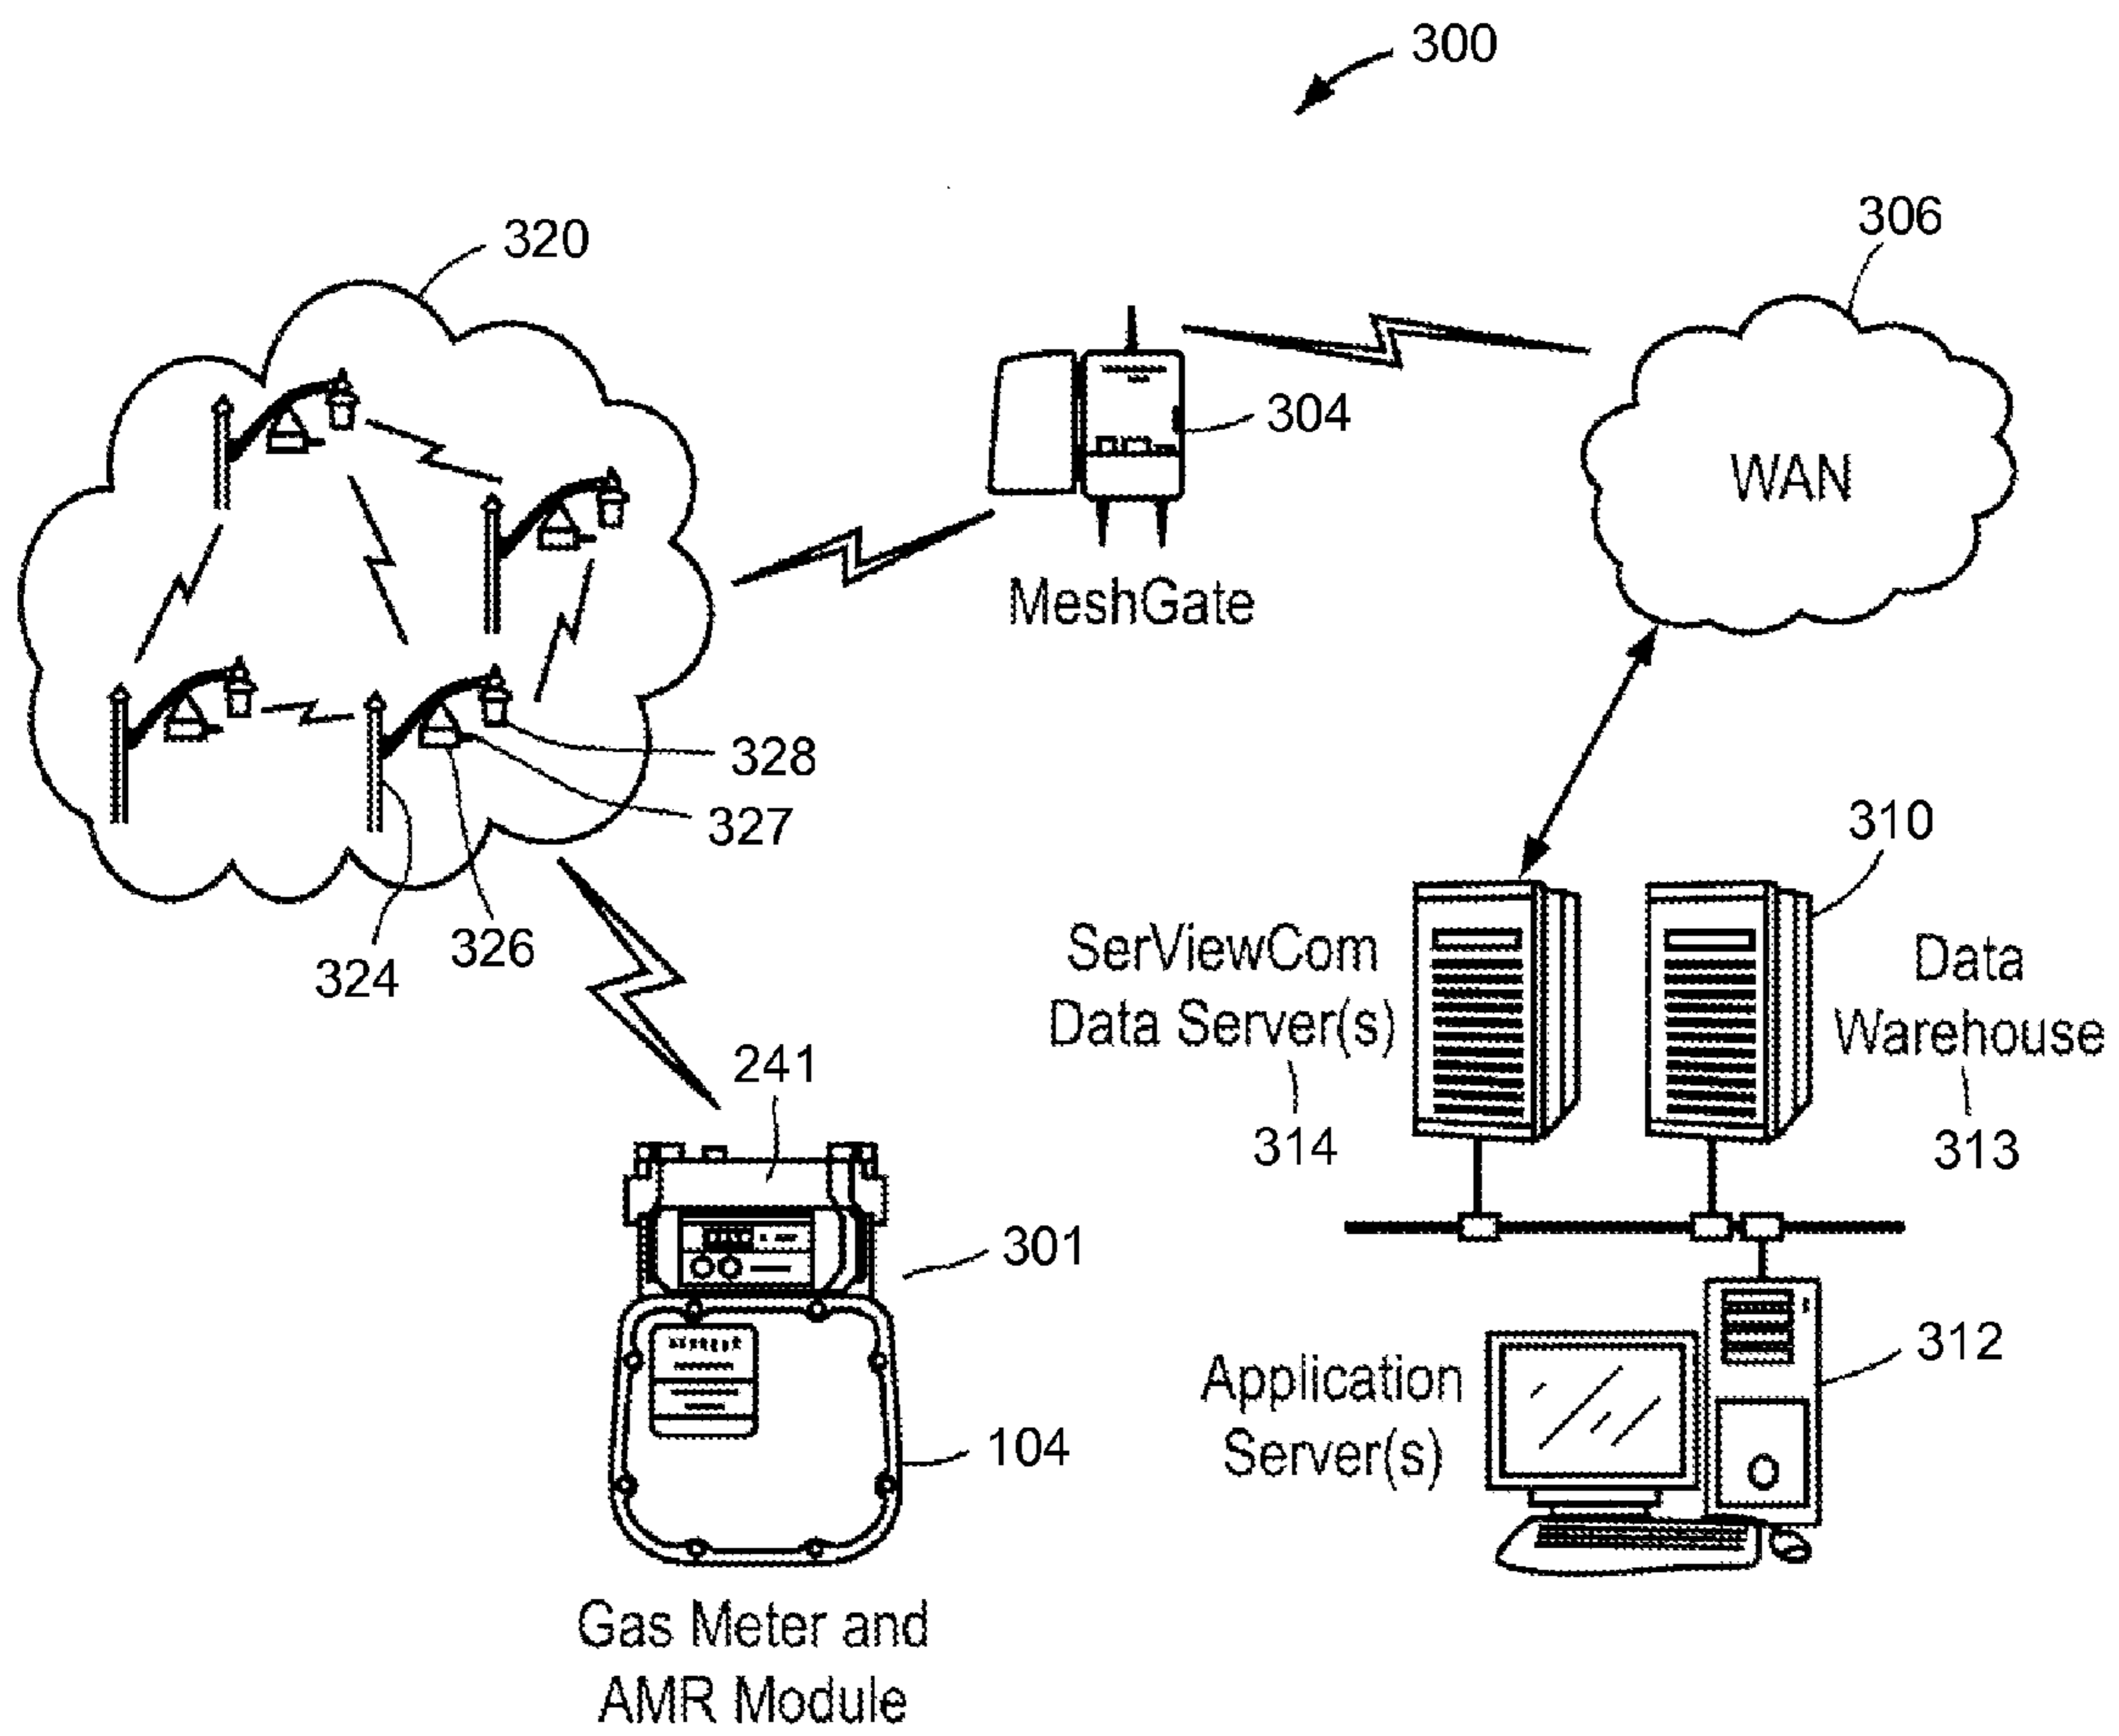 300
320
306
304
WAN
MeshGate
328
327
326
324
310
SerViewCom
Data Server(s)
314
Data
Warehouse
313
241
301
312
Application
Server(s)
104
Gas Meter and
AMR Module